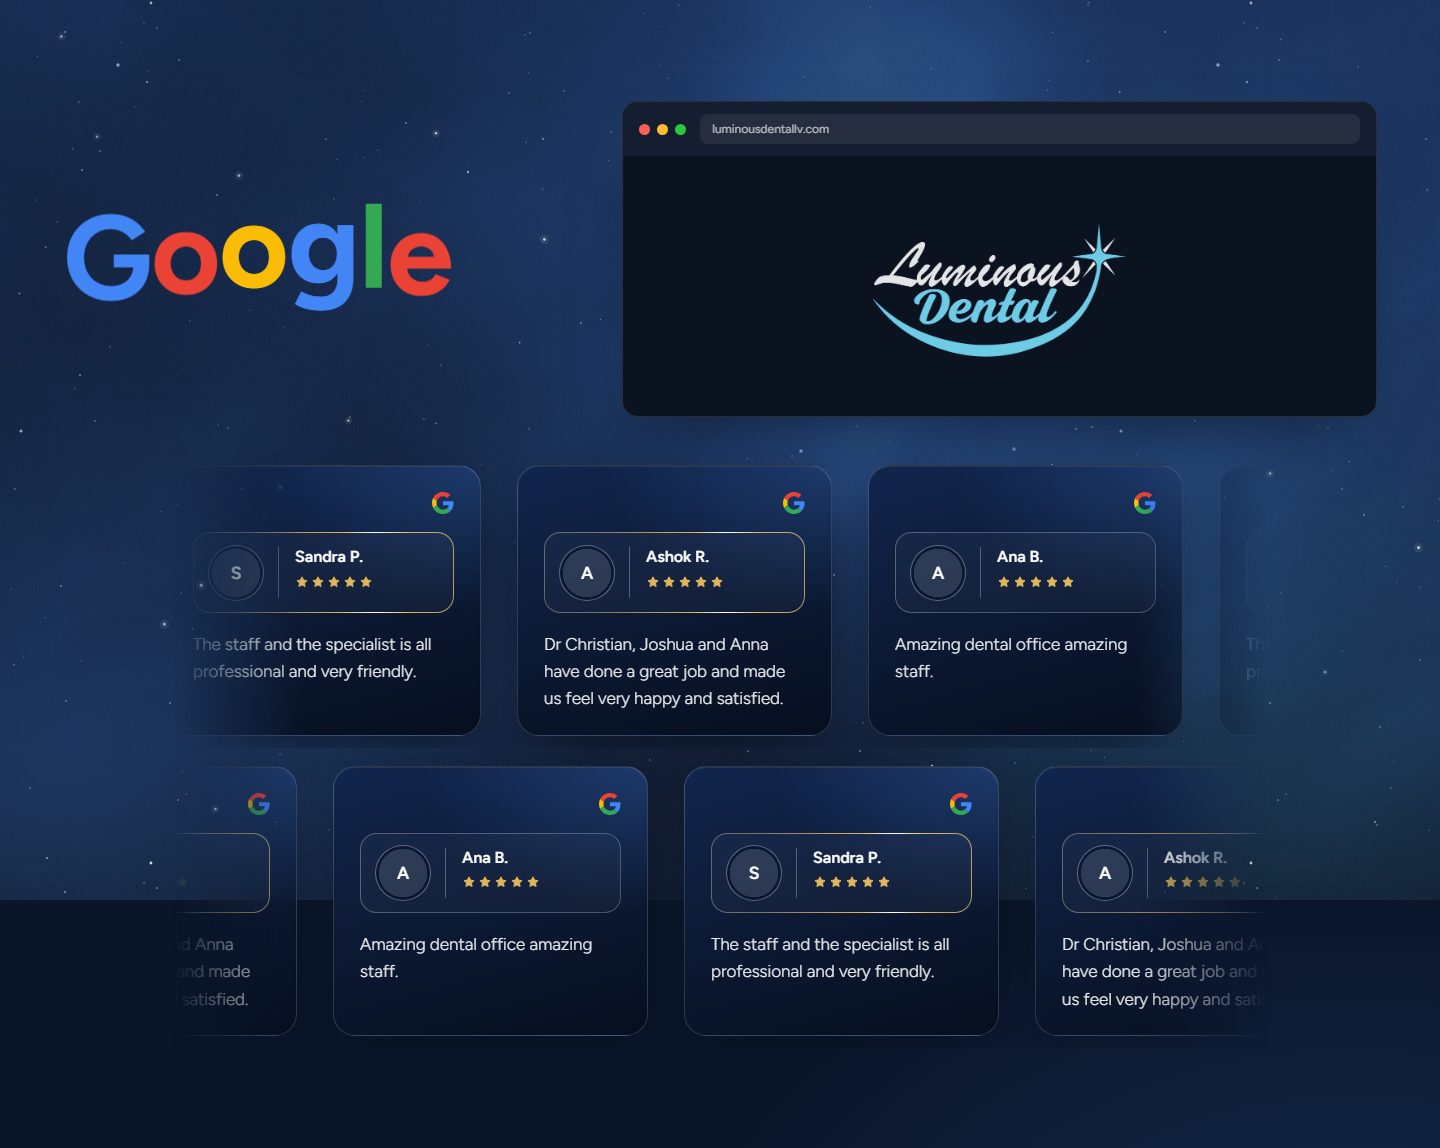 luminousdentallv.com
Google
Luminous
Dental
S
Sandra P.
The staff and the specialist is all
professional and very friendly.
A
Ashok R.
Dr Christian, Joshua and Anna
have done a great job and made
us feel very happy and satisfied.
A
Ana B.
Amazing dental office amazing
staff.
Th
pr
d Anna
and made
satisfied.
A
Ana B.
Amazing dental office amazing
staff.
S
Sandra P.
The staff and the specialist is all
professional and very friendly.
A
Ashok R.
Dr Christian, Joshua and A
have done a great job and
us feel very happy and sati